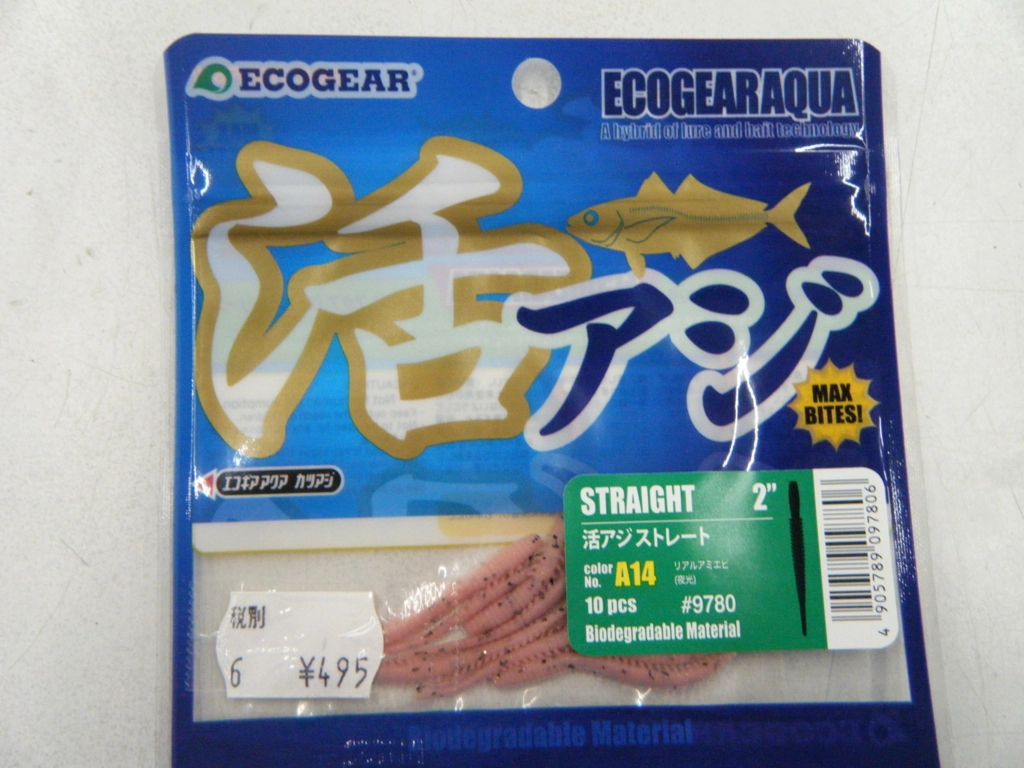 ECOGEAR®
ECOGEAR AQUA
A hybrid of lure and bait technology
活アジ
MAX
BITES!
エコギア アクア カツアジ
STRAIGHT 2”
活アジ ストレート
color
No. A14 リアルアミエビ
(夜光)
10 pcs #9780
Biodegradable Material
4 905789 097806
税別
6 ¥495
Biodegradable Material